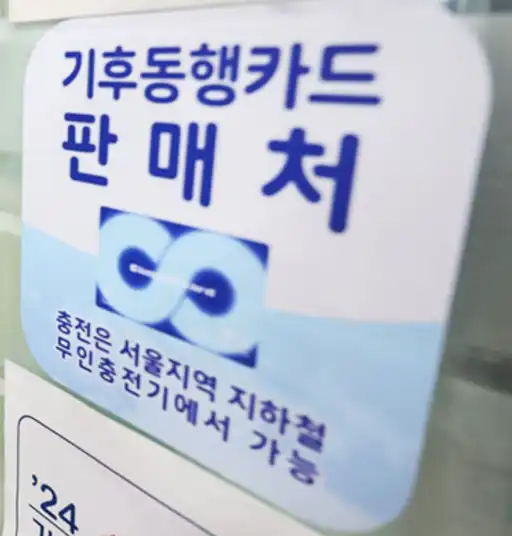 기후동행카드
판매처
충전은 서울지역 지하철
무인충전기에서 가능
'24